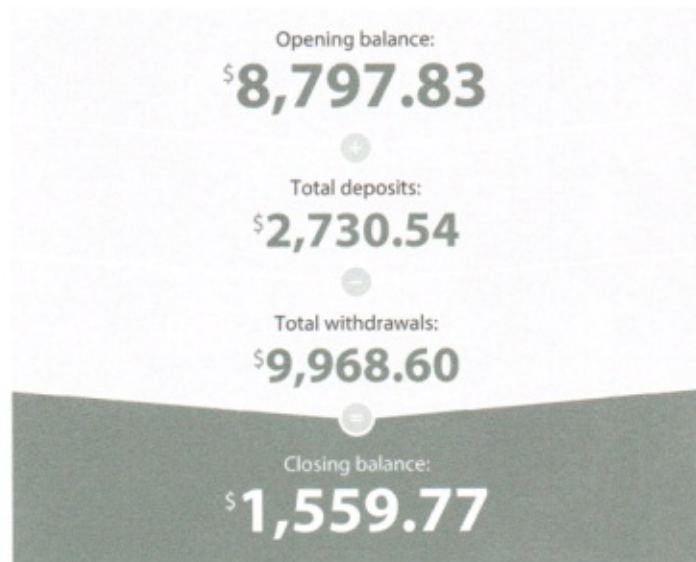 Opening balance:
$8,797.83
+
Total deposits:
$2,730.54
−
Total withdrawals:
$9,968.60
=
Closing balance:
$1,559.77